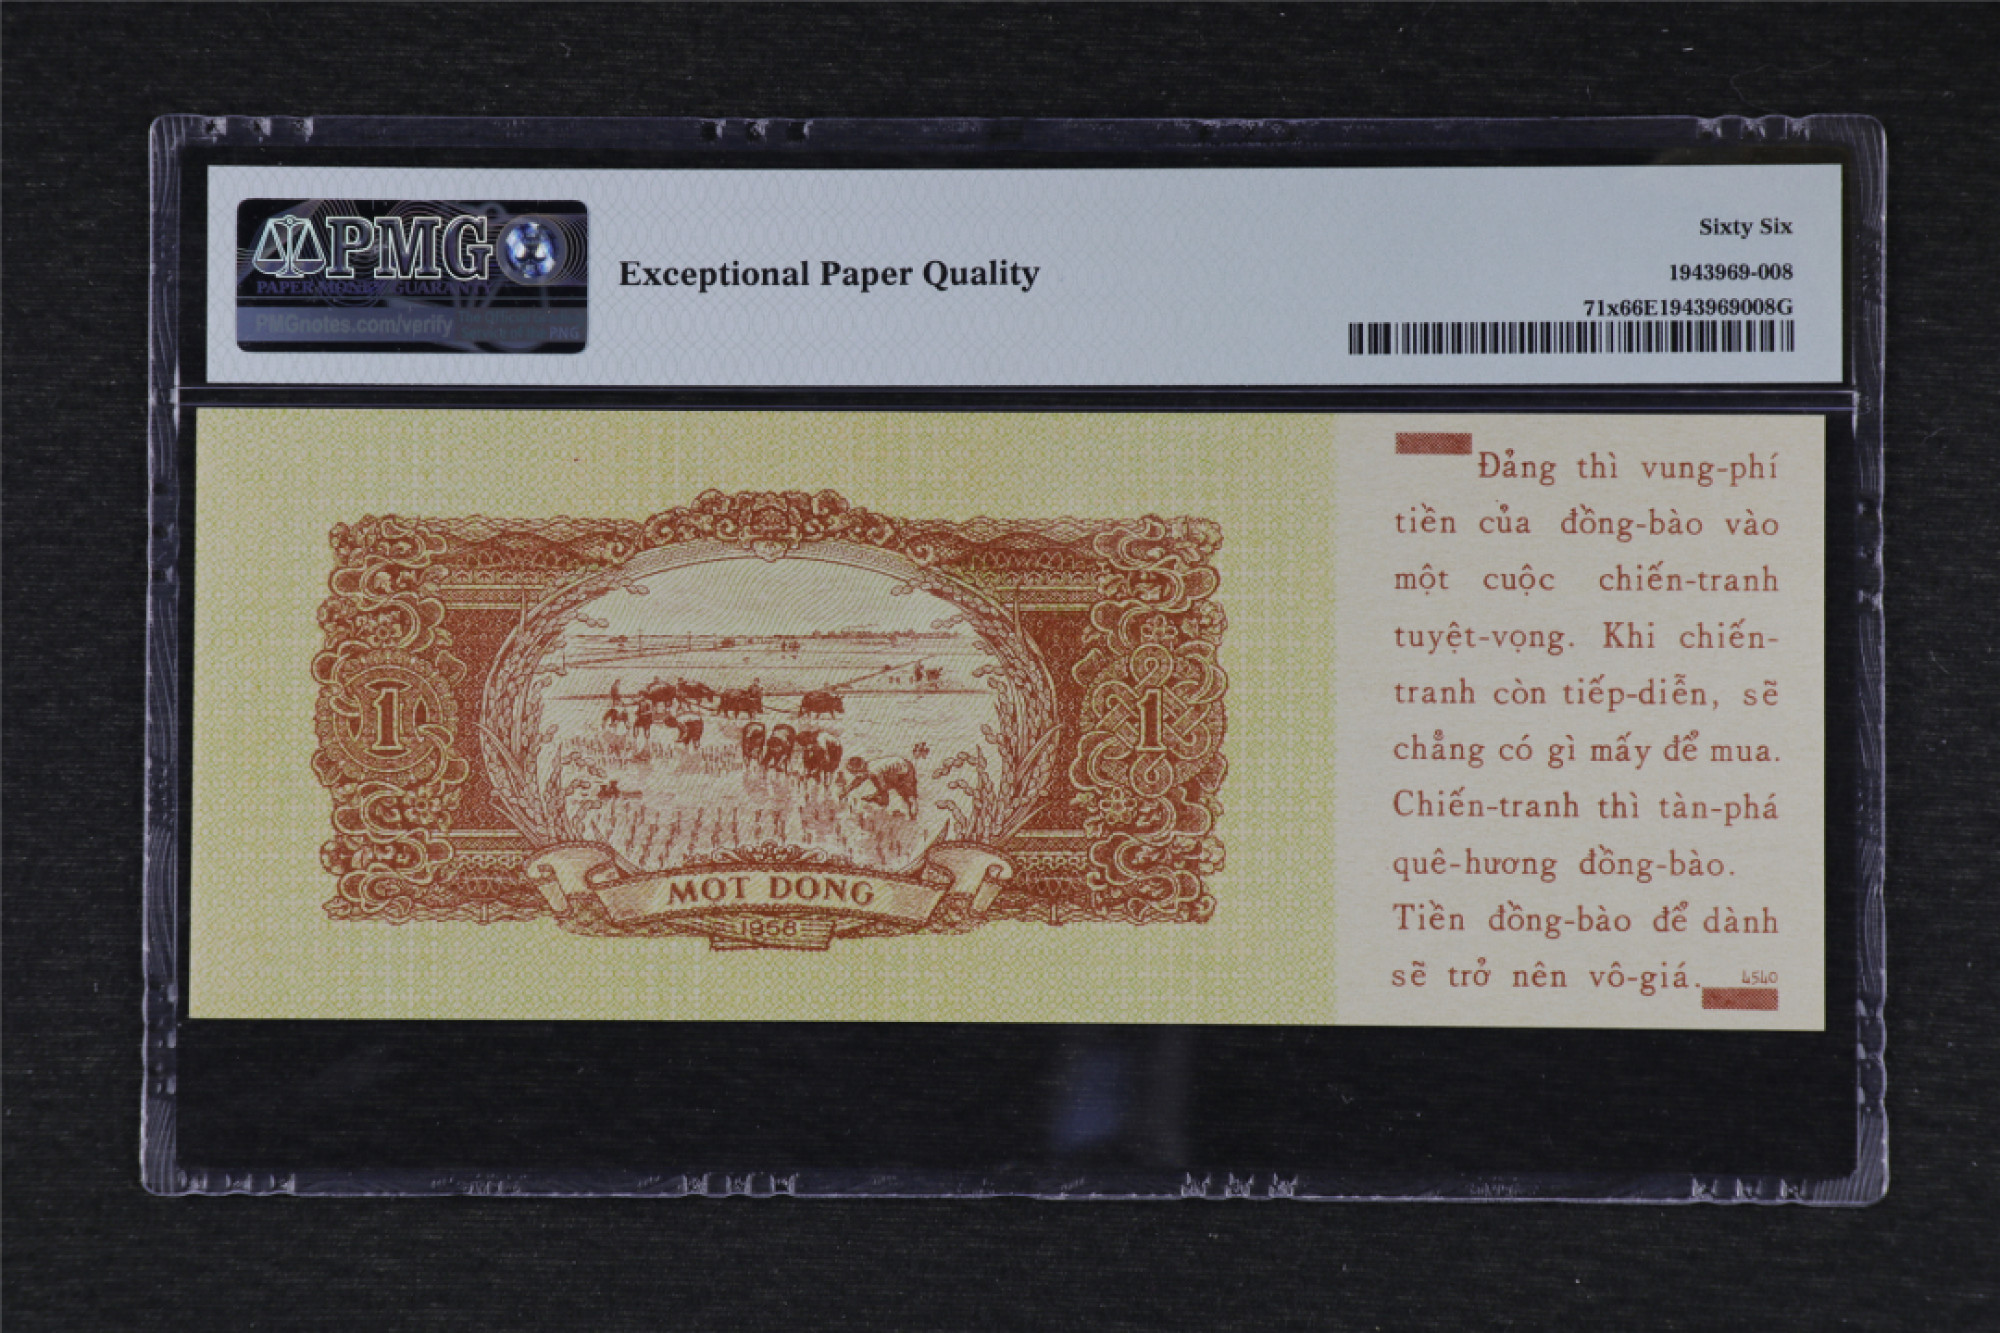 PMG
PAPER MONEY GUARANTY
PMGnotes.com/verify
Exceptional Paper Quality
Sixty Six
1943969-008
71x66E1943969008G
1
1
MỘT ĐỒNG
1958
Đảng thì vung-phí
tiền của đồng-bào vào
một cuộc chiến-tranh
tuyệt-vọng. Khi chiến-
tranh còn tiếp-diễn, sẽ
chẳng có gì mấy để mua.
Chiến-tranh thì tàn-phá
quê-hương đồng-bào.
Tiền đồng-bào để dành
sẽ trở nên vô-giá.
4540